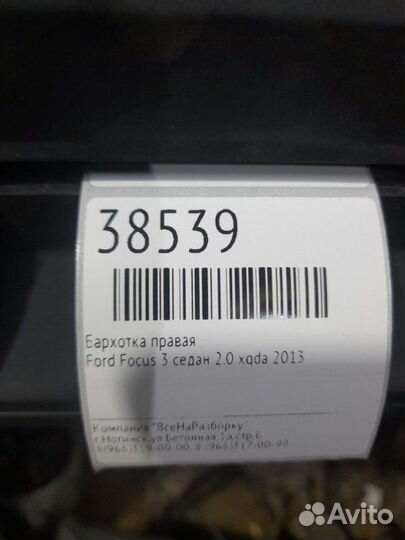 38539
Бархотка правая
Ford Focus 3 седан 2.0 xqda 2013
Компания "ВсеНаРазборку"
г.Ногинск ул Бетонная стр 6
Avito